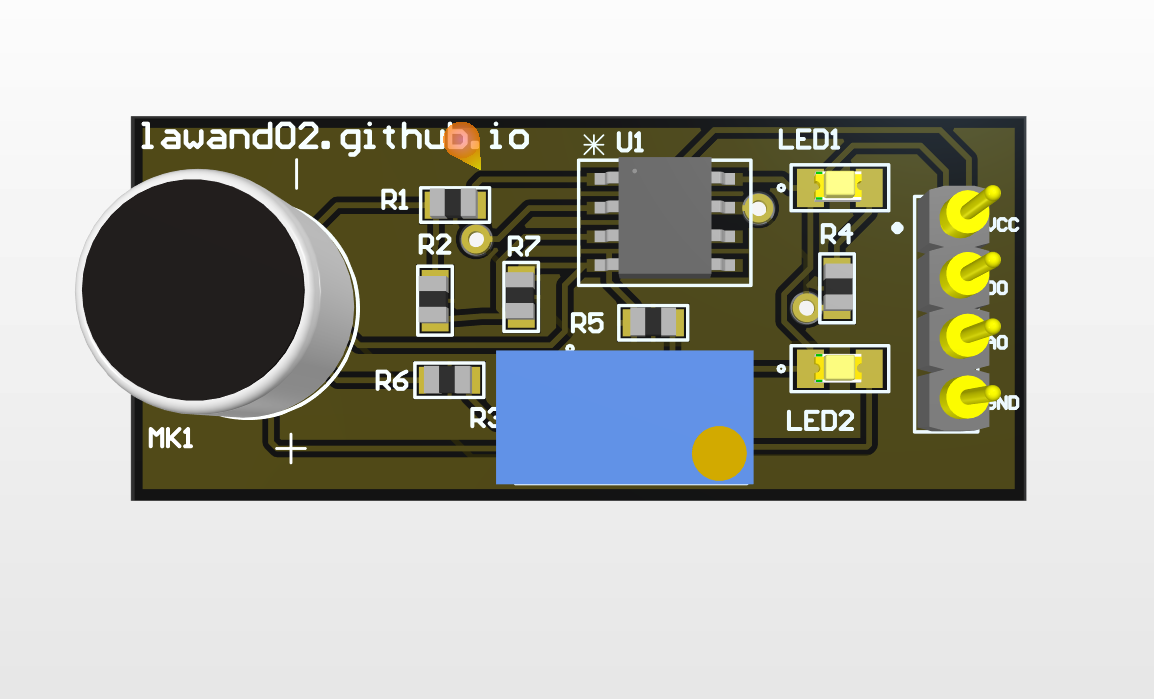 lawand02.github.io
U1
LED1
R1
R2
R7
R4
VCC
DO
R5
AO
R6
R3
GND
MK1
LED2